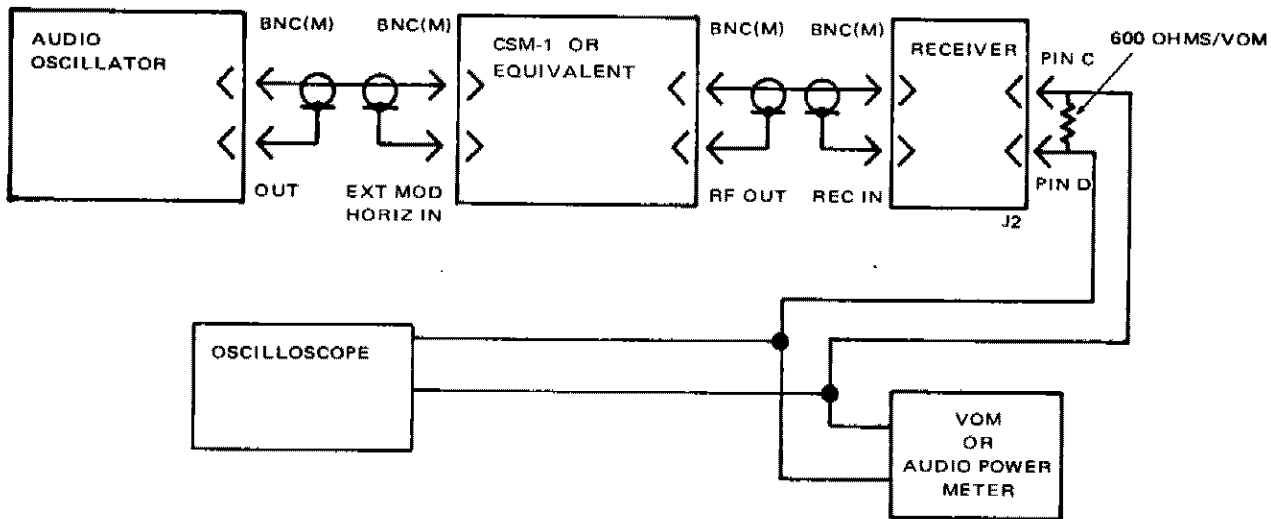 AUDIO
OSCILLATOR
BNC(M)
BNC(M)
CSM-1 OR
EQUIVALENT
BNC(M)
BNC(M)
RECEIVER
PIN C
600 OHMS/VOM
OUT
EXT MOD
HORIZ IN
RF OUT
REC IN
PIN D
J2
OSCILLOSCOPE
VOM
OR
AUDIO POWER
METER